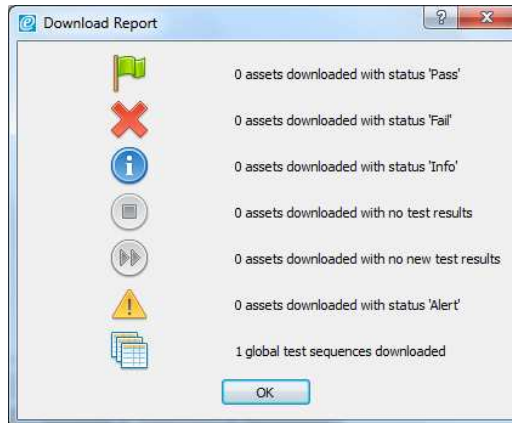 Download Report
0 assets downloaded with status 'Pass'
0 assets downloaded with status 'Fail'
0 assets downloaded with status 'Info'
0 assets downloaded with no test results
0 assets downloaded with no new test results
0 assets downloaded with status 'Alert'
1 global test sequences downloaded
OK